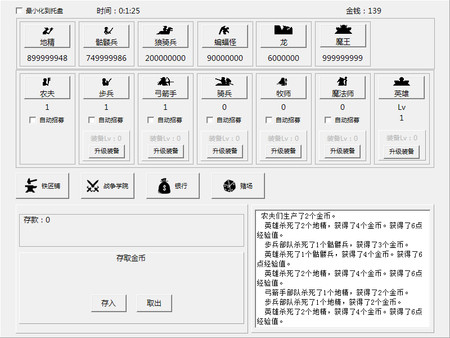 最小化到托盘 时间：0:1:25 金钱：139
地精 骷髅兵 狼骑兵 蝙蝠怪 龙 魔王
899999948 749999986 200000000 90000000 6000000 999999999
农夫 步兵 弓箭手 骑兵 牧师 魔法师 英雄
1 1 1 0 0 0 Lv
1
自动招募 自动招募 自动招募 自动招募 自动招募 自动招募
装备Lv：0 装备Lv：0 装备Lv：0 装备Lv：0 装备Lv：0 装备Lv：0
升级装备 升级装备 升级装备 升级装备 升级装备 升级装备
铁匠铺 战争学院 银行 赌场
存款：0
存取金币
存入 取出
农夫们生产了2个金币。
英雄杀死了2个地精，获得了4个金币。获得了6点
经验值。
步兵部队杀死了1个骷髅兵，获得了3个金币。
英雄杀死了1个骷髅兵，获得了4个金币。获得了6
点经验值。
英雄杀死了2个地精，获得了4个金币。获得了6点
经验值。
弓箭手部队杀死了1个地精，获得了2个金币。
步兵部队杀死了1个地精，获得了2个金币。
英雄杀死了2个地精，获得了4个金币。获得了6点
经验值。